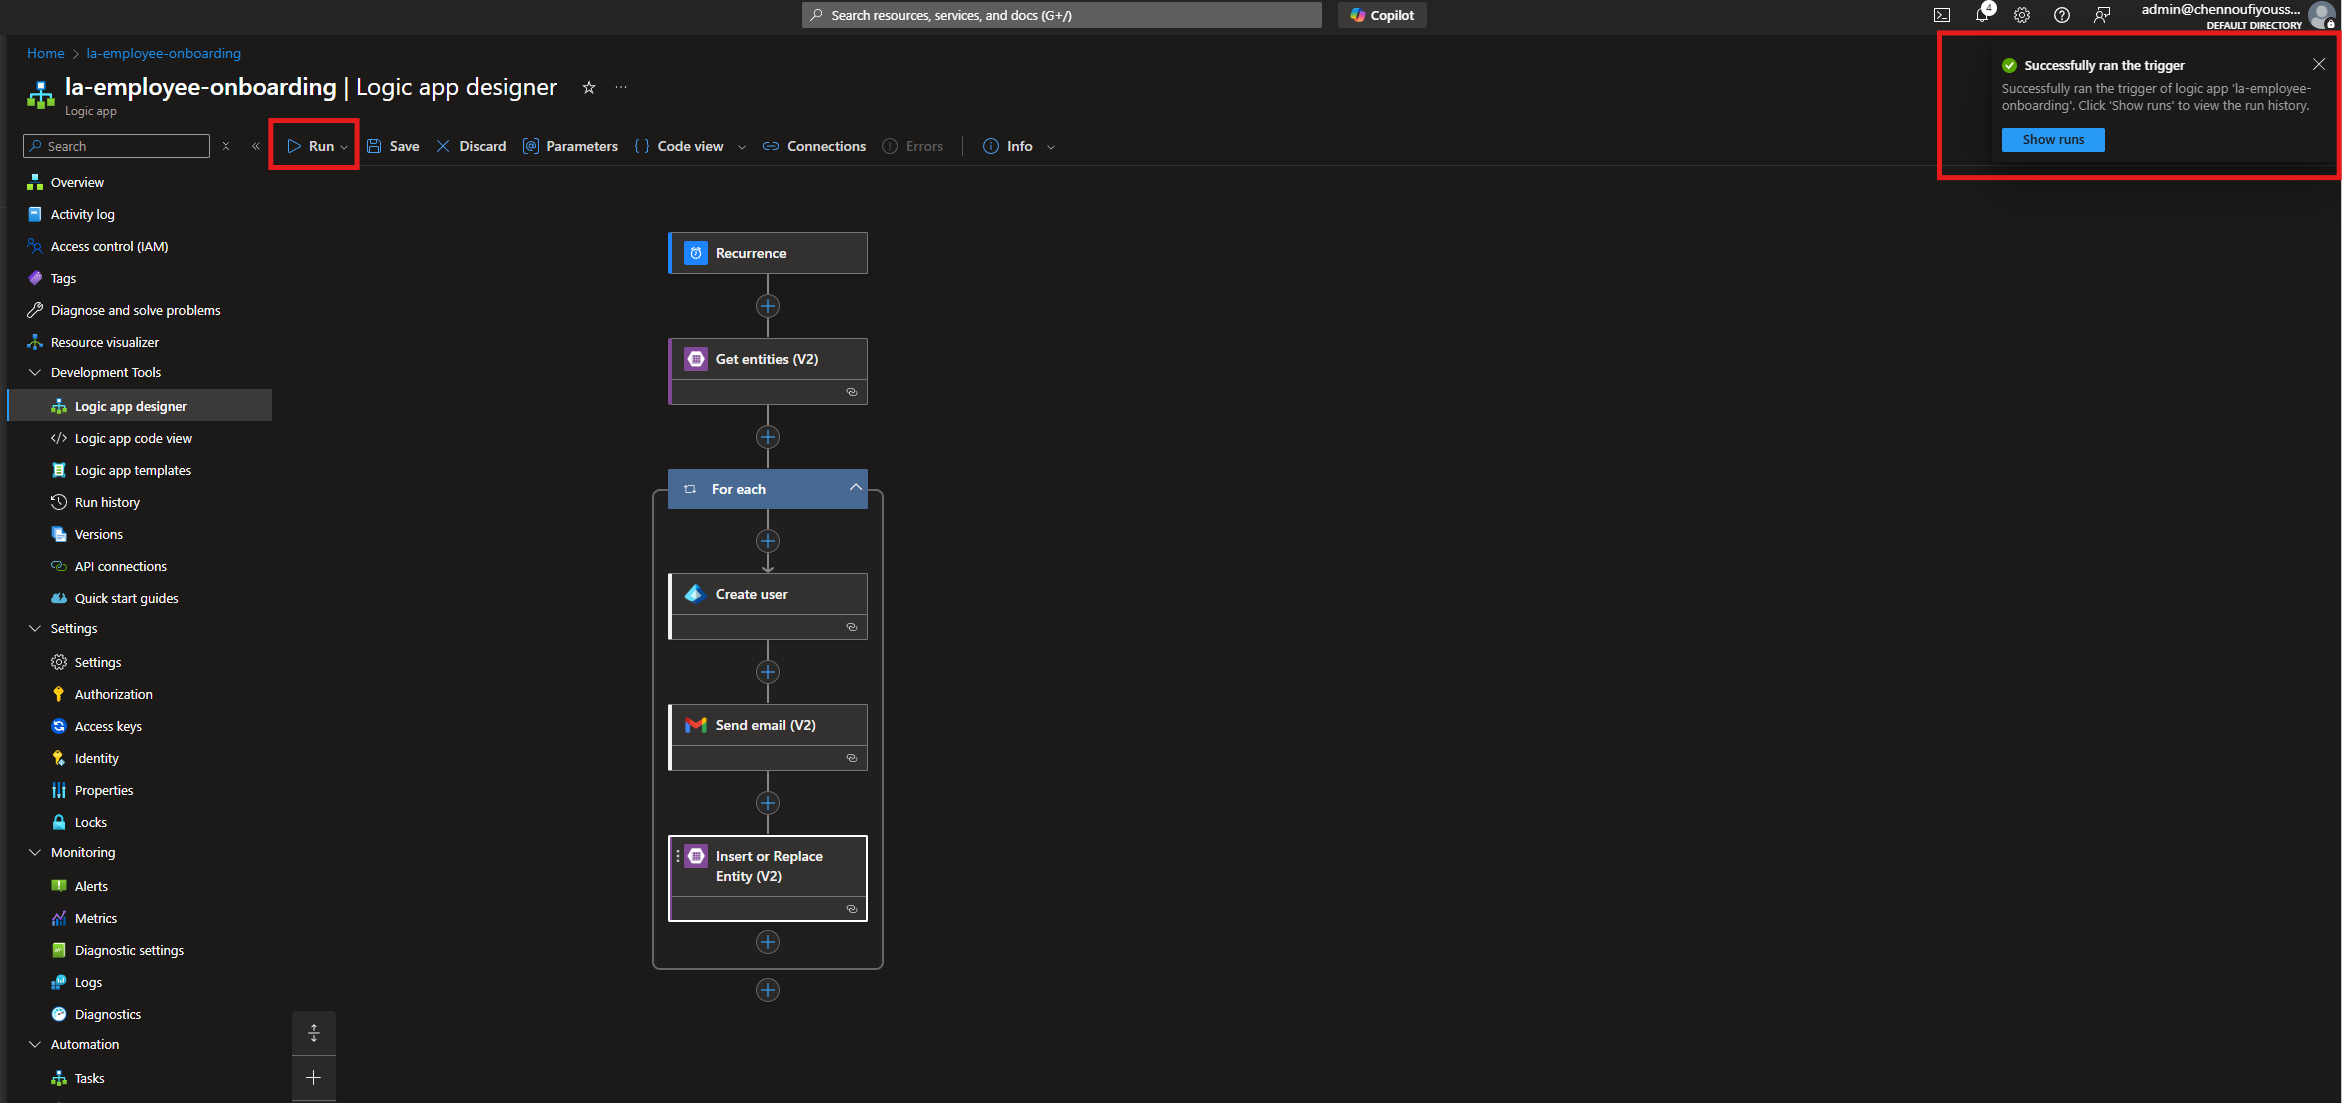 Search resources, services, and docs (G+/)
Copilot
4
admin@chennoufiyouss...
DEFAULT DIRECTORY
Home > la-employee-onboarding
la-employee-onboarding | Logic app designer
Logic app
Successfully ran the trigger
Successfully ran the trigger of logic app 'la-employee-
onboarding'. Click 'Show runs' to view the run history.
Show runs
Search
Run
Save
Discard
Parameters
Code view
Connections
Errors
Info
Overview
Activity log
Access control (IAM)
Tags
Diagnose and solve problems
Resource visualizer
Development Tools
Logic app designer
Logic app code view
Logic app templates
Run history
Versions
API connections
Quick start guides
Settings
Settings
Authorization
Access keys
Identity
Properties
Locks
Monitoring
Alerts
Metrics
Diagnostic settings
Logs
Diagnostics
Automation
Tasks
Recurrence
Get entities (V2)
For each
Create user
Send email (V2)
Insert or Replace
Entity (V2)